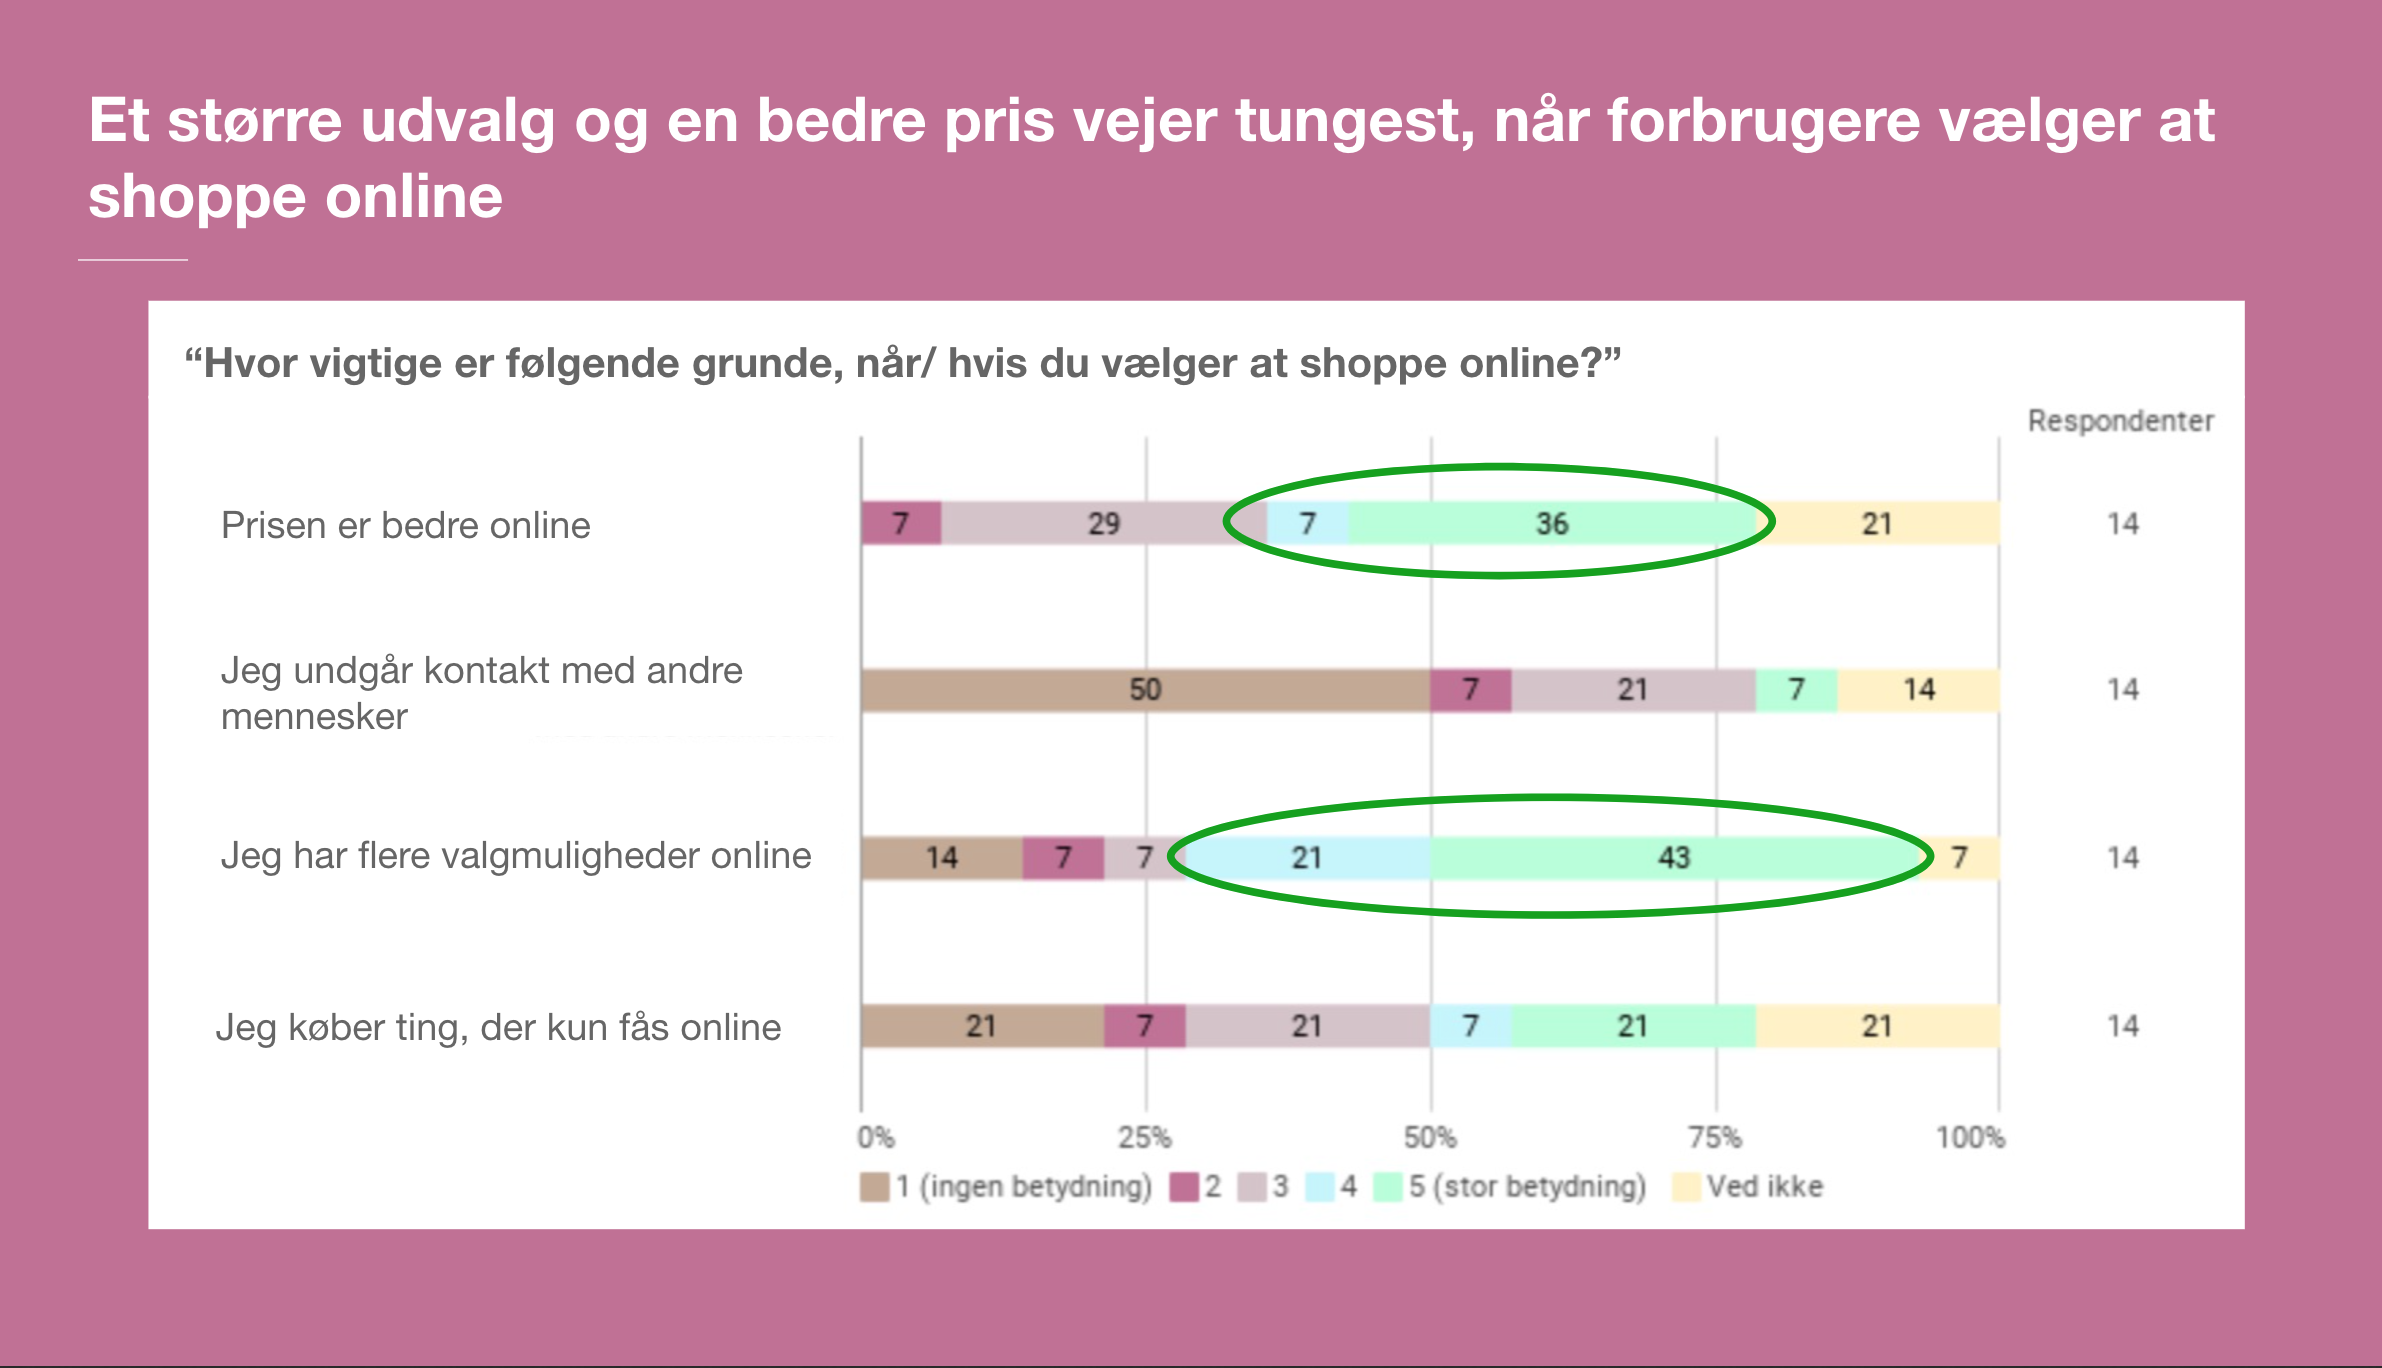 Et større udvalg og en bedre pris vejer tungest, når forbrugere vælger at
shoppe online
“Hvor vigtige er følgende grunde, når/ hvis du vælger at shoppe online?”
Respondenter
Prisen er bedre online 7 29 7 36 21 14
Jeg undgår kontakt med andre
mennesker 50 7 21 7 14 14
Jeg har flere valgmuligheder online 14 7 7 21 43 7 14
Jeg køber ting, der kun fås online 21 7 21 7 21 21 14
0% 25% 50% 75% 100%
1 (ingen betydning) 2 3 4 5 (stor betydning) Ved ikke